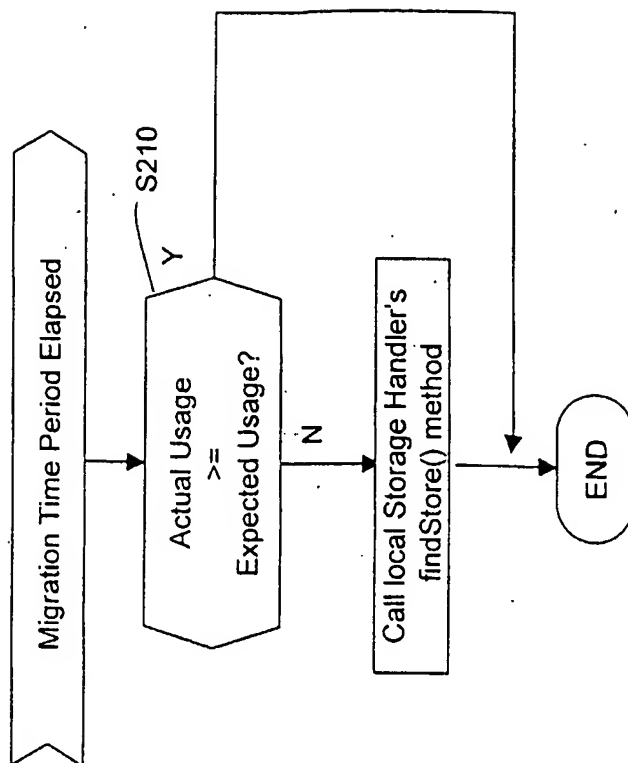 Migration Time Period Elapsed
S210
Actual Usage
>=
Expected Usage?
Y
N
Call local Storage Handler's
findStore() method
END